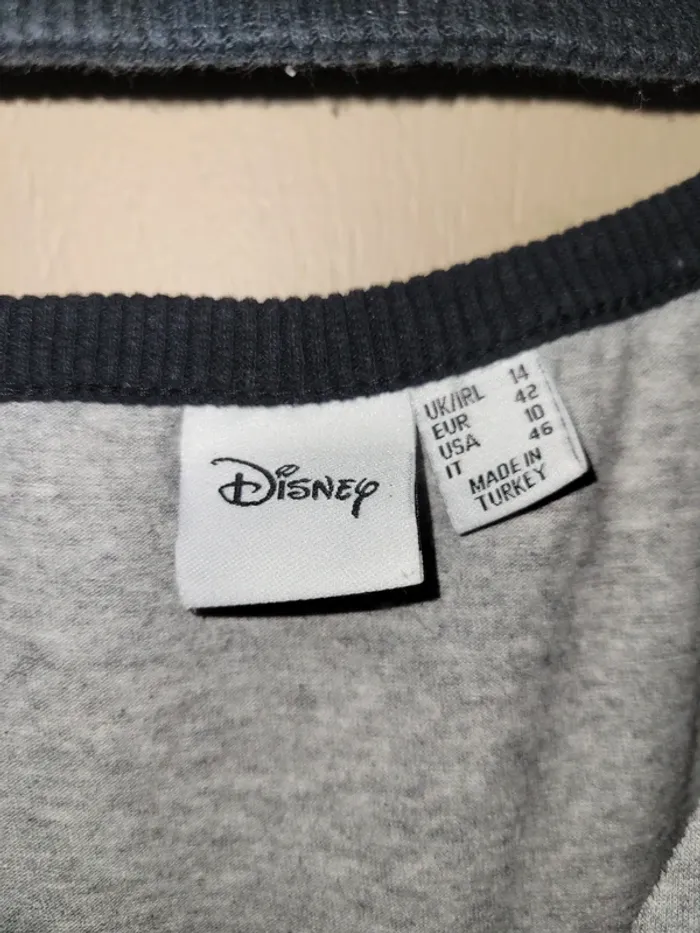 Disney
UK/IRL 14
EUR 42
USA 10
IT 46
MADE IN
TURKEY